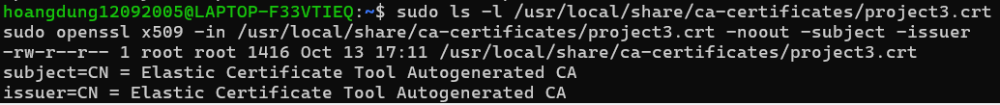 hoangdung12092005@LAPTOP-F33VTIEQ:~$ sudo ls -l /usr/local/share/ca-certificates/project3.crt
sudo openssl x509 -in /usr/local/share/ca-certificates/project3.crt -noout -subject -issuer
-rw-r--r-- 1 root root 1416 Oct 13 17:11 /usr/local/share/ca-certificates/project3.crt
subject=CN = Elastic Certificate Tool Autogenerated CA
issuer=CN = Elastic Certificate Tool Autogenerated CA